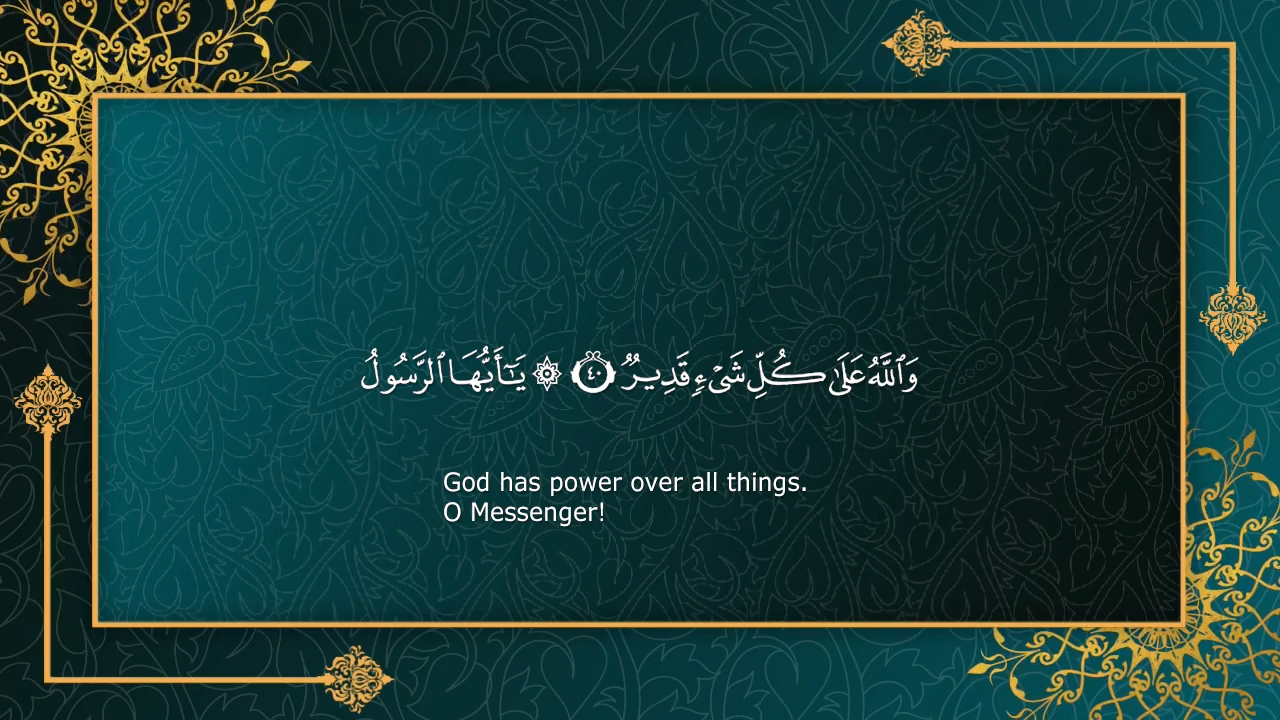 وَٱللَّهُ عَلَىٰ كُلِّ شَىْءٍۢ قَدِيرٌۭ ٤٠ ۞ يَـٰٓأَيُّهَا ٱلرَّسُولُ
God has power over all things.
O Messenger!